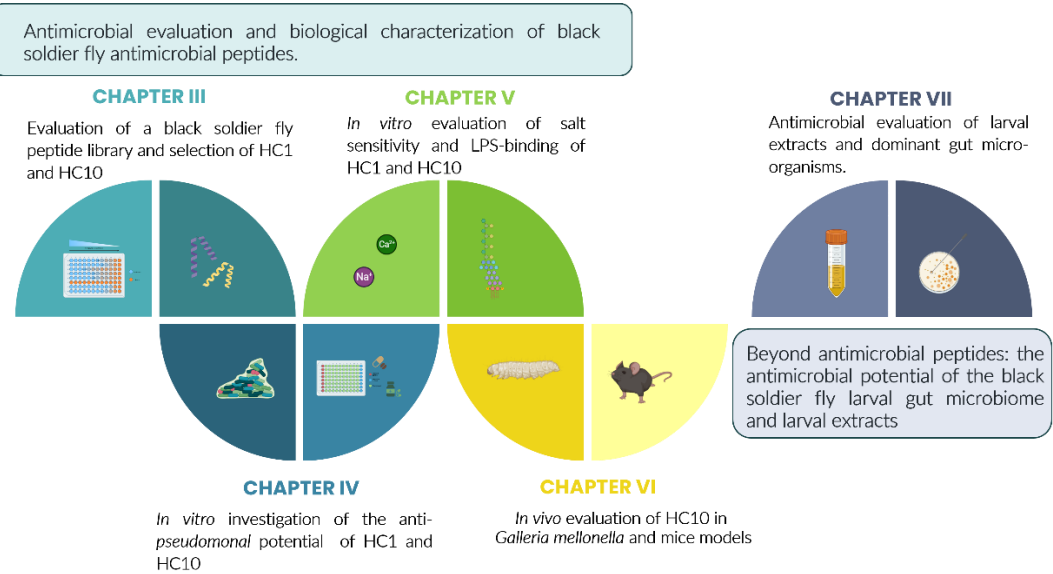 Antimicrobial evaluation and biological characterization of black
soldier fly antimicrobial peptides.
CHAPTER III
Evaluation of a black soldier fly
peptide library and selection of HC1
and HC10
CHAPTER V
In vitro evaluation of salt
sensitivity and LPS-binding of
HC1 and HC10
CHAPTER VII
Antimicrobial evaluation of larval
extracts and dominant gut micro-
organisms.
Ca²⁺
Na⁺
Beyond antimicrobial peptides: the
antimicrobial potential of the black
soldier fly larval gut microbiome
and larval extracts
CHAPTER IV
In vitro investigation of the anti-
pseudomonal potential of HC1 and
HC10
CHAPTER VI
In vivo evaluation of HC10 in
Galleria mellonella and mice models